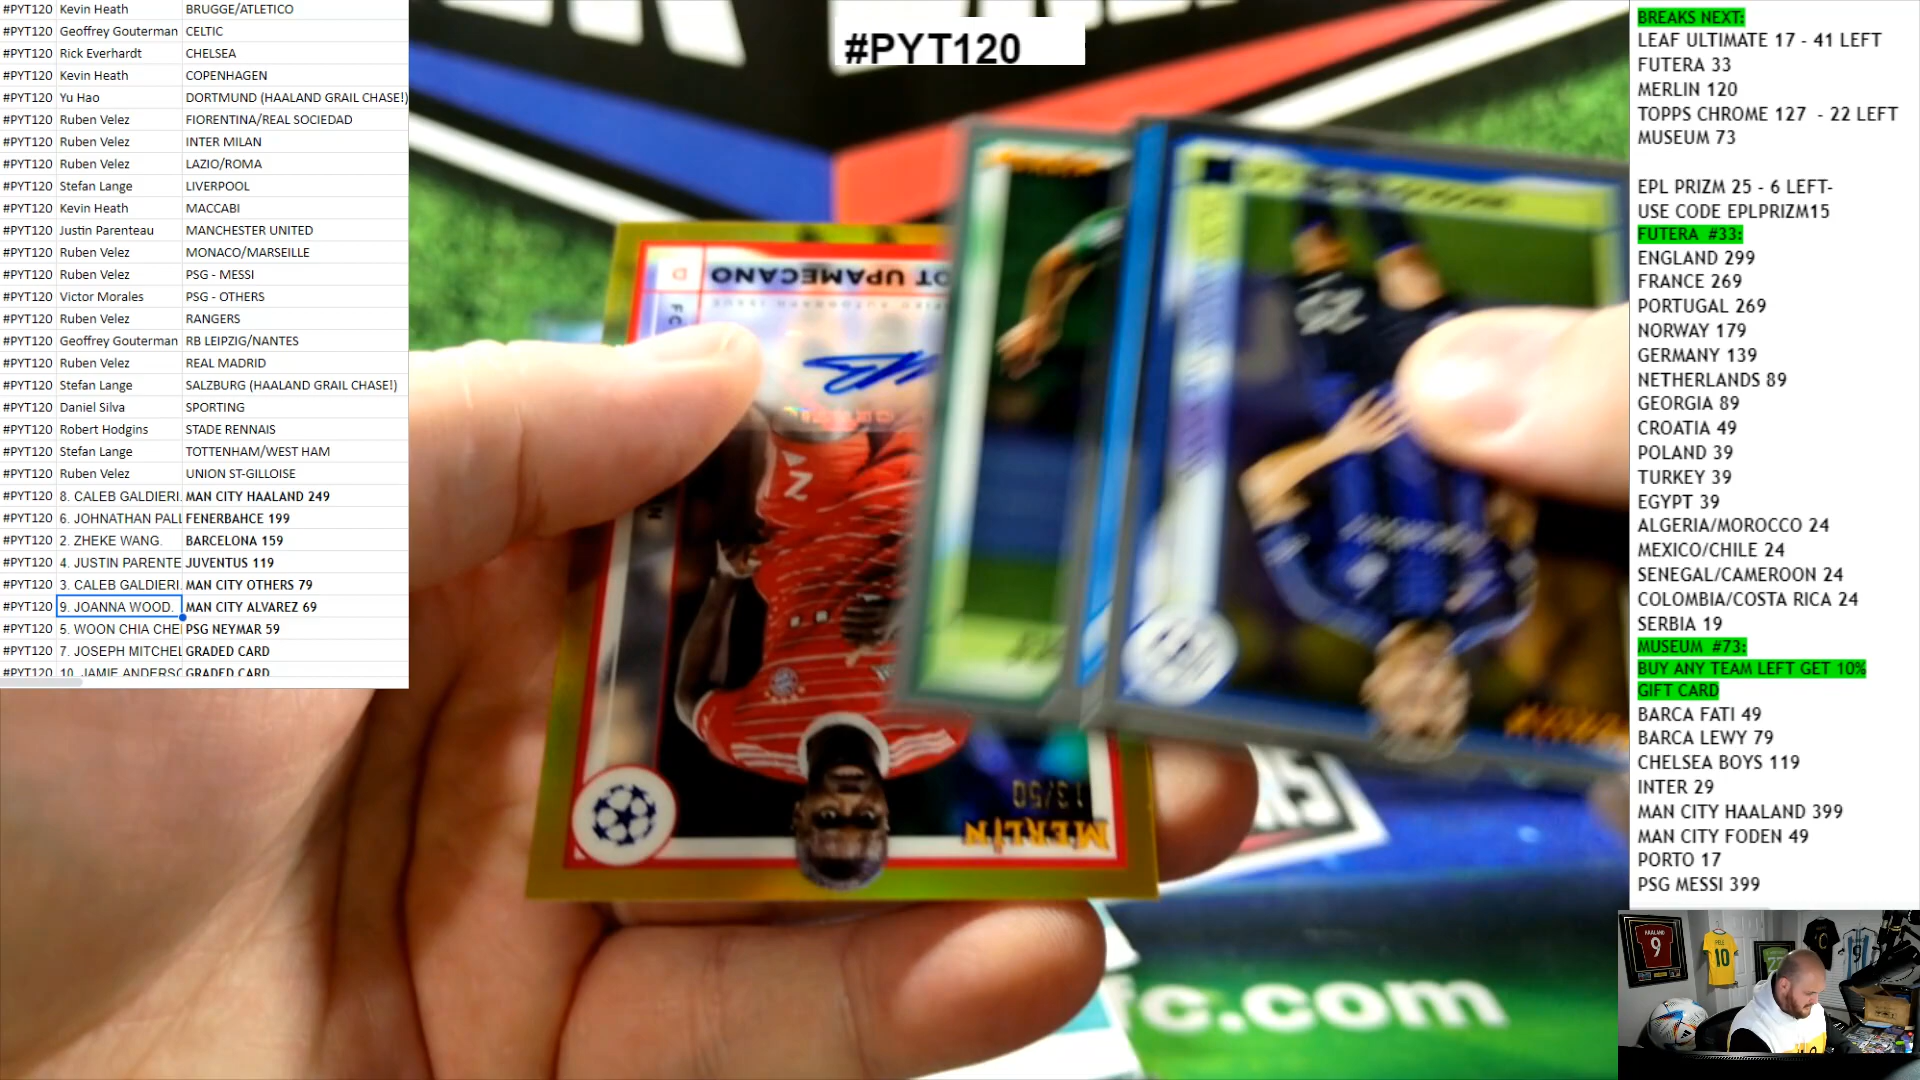 #PYT120 Kevin Heath BRUGGE/ATLETICO
#PYT120 Geoffrey Gouterman CELTIC
#PYT120 Rick Everhardt CHELSEA
#PYT120 Kevin Heath COPENHAGEN
#PYT120 Yu Hao DORTMUND (HAALAND GRAIL CHASE!)
#PYT120 Ruben Velez FIORENTINA/REAL SOCIEDAD
#PYT120 Ruben Velez INTER MILAN
#PYT120 Ruben Velez LAZIO/ROMA
#PYT120 Stefan Lange LIVERPOOL
#PYT120 Kevin Heath MACCABI
#PYT120 Justin Parenteau MANCHESTER UNITED
#PYT120 Ruben Velez MONACO/MARSEILLE
#PYT120 Ruben Velez PSG - MESSI
#PYT120 Victor Morales PSG - OTHERS
#PYT120 Ruben Velez RANGERS
#PYT120 Geoffrey Gouterman RB LEIPZIG/NANTES
#PYT120 Ruben Velez REAL MADRID
#PYT120 Stefan Lange SALZBURG (HAALAND GRAIL CHASE!)
#PYT120 Daniel Silva SPORTING
#PYT120 Robert Hodgins STADE RENNAIS
#PYT120 Stefan Lange TOTTENHAM/WEST HAM
#PYT120 Ruben Velez UNION ST-GILLOISE
#PYT120 8. CALEB GALDIERI. MAN CITY HAALAND 249
#PYT120 6. JOHNATHAN PALL FENERBAHCE 199
#PYT120 2. ZHEKE WANG. BARCELONA 159
#PYT120 4. JUSTIN PARENTE JUVENTUS 119
#PYT120 3. CALEB GALDIERI. MAN CITY OTHERS 79
#PYT120 9. JOANNA WOOD. MAN CITY ALVAREZ 69
#PYT120 5. WOON CHIA CHE PSG NEYMAR 59
#PYT120 7. JOSEPH MITCHEL GRADED CARD
#PYT120 10. JAMIE ANDERSO GRADED CARD
#PYT120
D
OT UPAMECANO
FC
13/50
MERLIN
fc.com
BREAKS NEXT:
LEAF ULTIMATE 17 - 41 LEFT
FUTERA 33
MERLIN 120
TOPPS CHROME 127 - 22 LEFT
MUSEUM 73
EPL PRIZM 25 - 6 LEFT-
USE CODE EPLPRIZM15
FUTERA #33:
ENGLAND 299
FRANCE 269
PORTUGAL 269
NORWAY 179
GERMANY 139
NETHERLANDS 89
GEORGIA 89
CROATIA 49
POLAND 39
TURKEY 39
EGYPT 39
ALGERIA/MOROCCO 24
MEXICO/CHILE 24
SENEGAL/CAMEROON 24
COLOMBIA/COSTA RICA 24
SERBIA 19
MUSEUM #73:
BUY ANY TEAM LEFT GET 10%
GIFT CARD
BARCA FATI 49
BARCA LEWY 79
CHELSEA BOYS 119
INTER 29
MAN CITY HAALAND 399
MAN CITY FODEN 49
PORTO 17
PSG MESSI 399
HAALAND
9
10
9